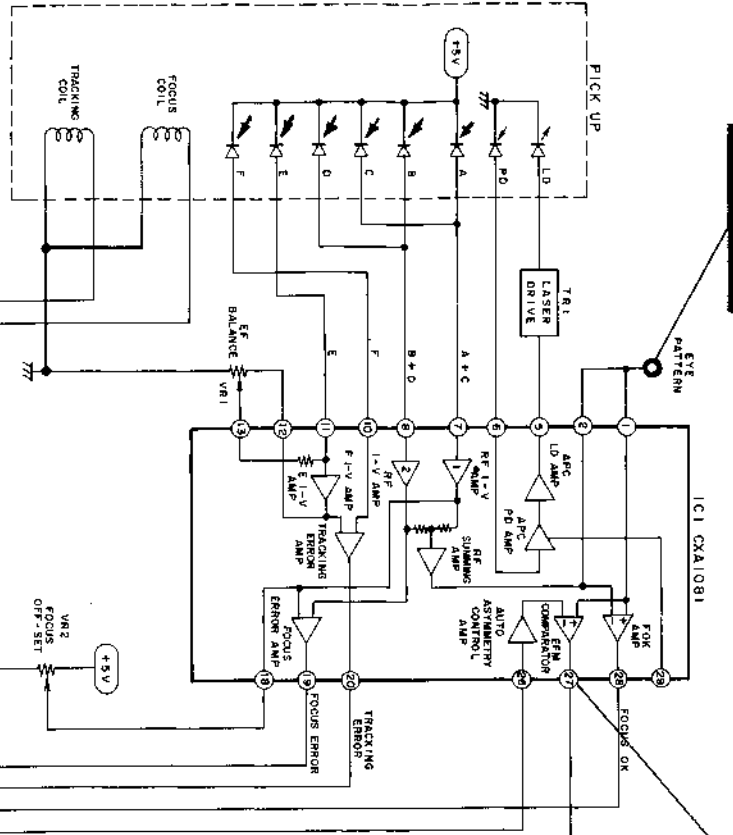 PICK UP
+5V
TRACKING
COIL
FOCUS
COIL
F
E
D
C
B
A
PD
LD
TR1
LASER
DRIVE
EYE
PATTERN
EF
BALANCE
VR1
E
F
B+D
A+C
13
12
11
10
8
7
6
5
2
1
IC1 CXA1081
E I-V
AMP
F I-V AMP
RF
I-V AMP
2
RF I-V
AMP
1
APC
LD AMP
APC
PD AMP
RF
SUMMING
AMP
TRACKING
ERROR
AMP
FOCUS
ERROR AMP
AUTO
ASYMMETRY
CONTROL
AMP
EFM
COMPARATOR
FOK
AMP
18
19
20
26
27
28
29
VR2
FOCUS
OFF-SET
+5V
FOCUS ERROR
TRACKING
ERROR
FOCUS OK